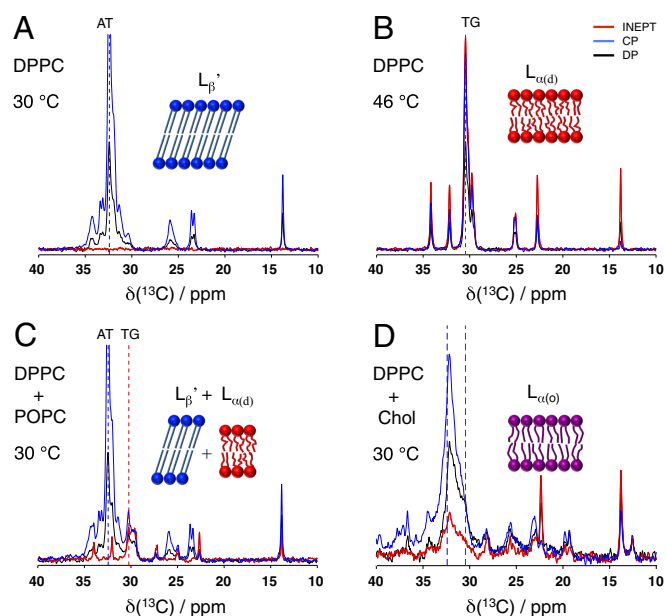 A
AT
DPPC
30 °C
Lβ’
40 35 30 25 20 15 10
δ(¹³C) / ppm
B
TG
INEPT
CP
DP
DPPC
46 °C
Lα(d)
40 35 30 25 20 15 10
δ(¹³C) / ppm
C
AT TG
DPPC
+
POPC
30 °C
Lβ’ + Lα(d)
+
40 35 30 25 20 15 10
δ(¹³C) / ppm
D
DPPC
+
Chol
30 °C
Lα(o)
40 35 30 25 20 15 10
δ(¹³C) / ppm